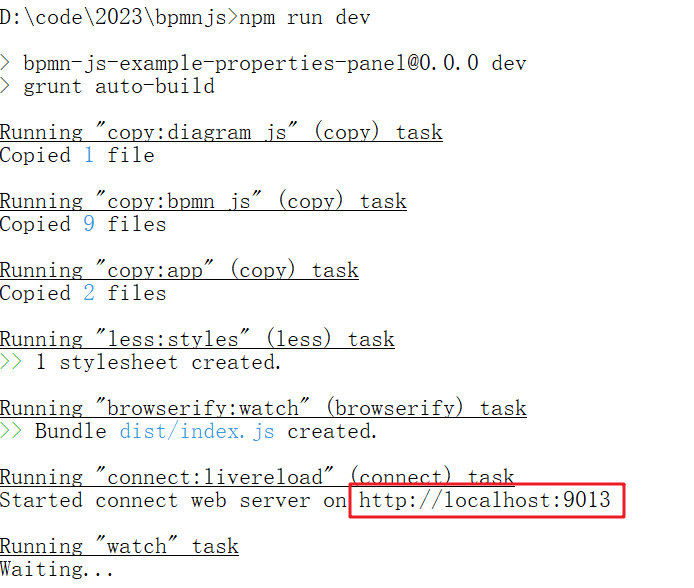 D:\code\2023\bpmnjs>npm run dev
> bpmn-js-example-properties-panel@0.0.0 dev
> grunt auto-build
Running "copy:diagram_js" (copy) task
Copied 1 file
Running "copy:bpmn_js" (copy) task
Copied 9 files
Running "copy:app" (copy) task
Copied 2 files
Running "less:styles" (less) task
>> 1 stylesheet created.
Running "browserify:watch" (browserify) task
>> Bundle dist/index.js created.
Running "connect:livereload" (connect) task
Started connect web server on http://localhost:9013
Running "watch" task
Waiting...